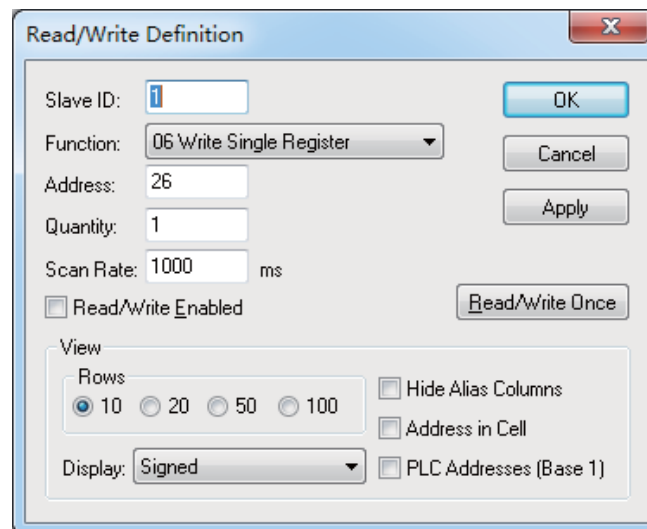 Read/Write Definition
Slave ID: 1
OK
Function: 06 Write Single Register
Cancel
Address: 26
Apply
Quantity: 1
Scan Rate: 1000 ms
Read/Write Enabled
Read/Write Once
View
Rows
10 20 50 100
Hide Alias Columns
Address in Cell
Display: Signed
PLC Addresses (Base 1)